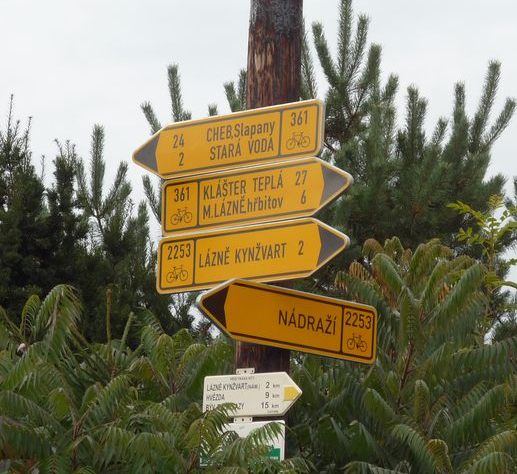 24 CHEB,Slapany 361
2 STARÁ VODA
361 KLÁŠTER TEPLÁ 27
M.LÁZNĚ,hřbitov 6
2253 LÁZNĚ KYNŽVART 2
NÁDRAŽÍ 2253
LÁZNĚ KYNŽVART 2 km
HVĚZDA 9 km
15 km